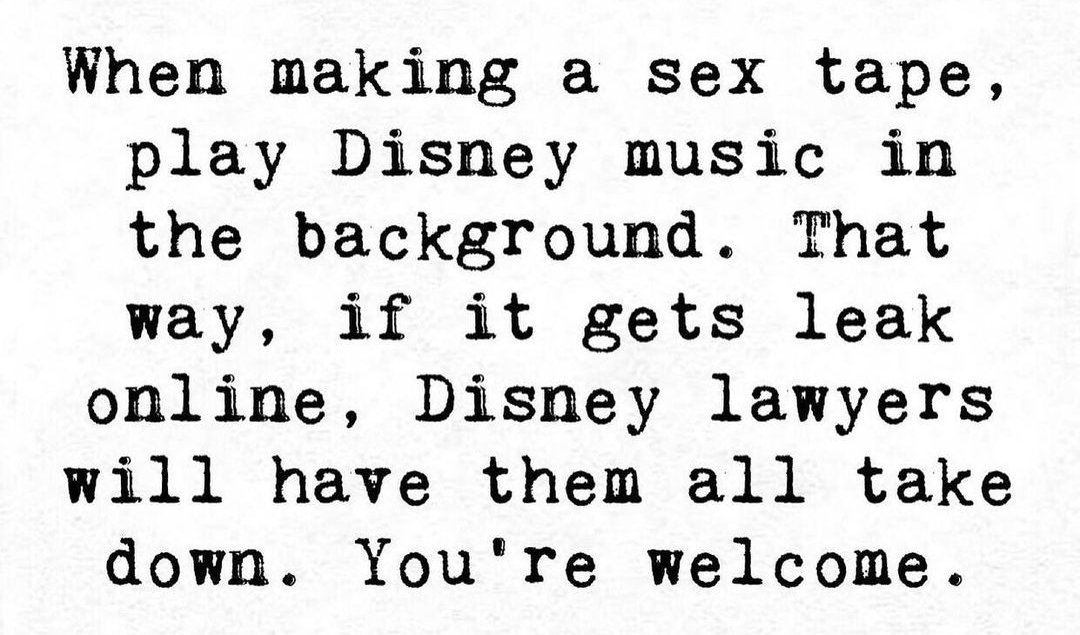 When making a sex tape,
play Disney music in
the background. That
way, if it gets leak
online, Disney lawyers
will have them all take
down. You're welcome.